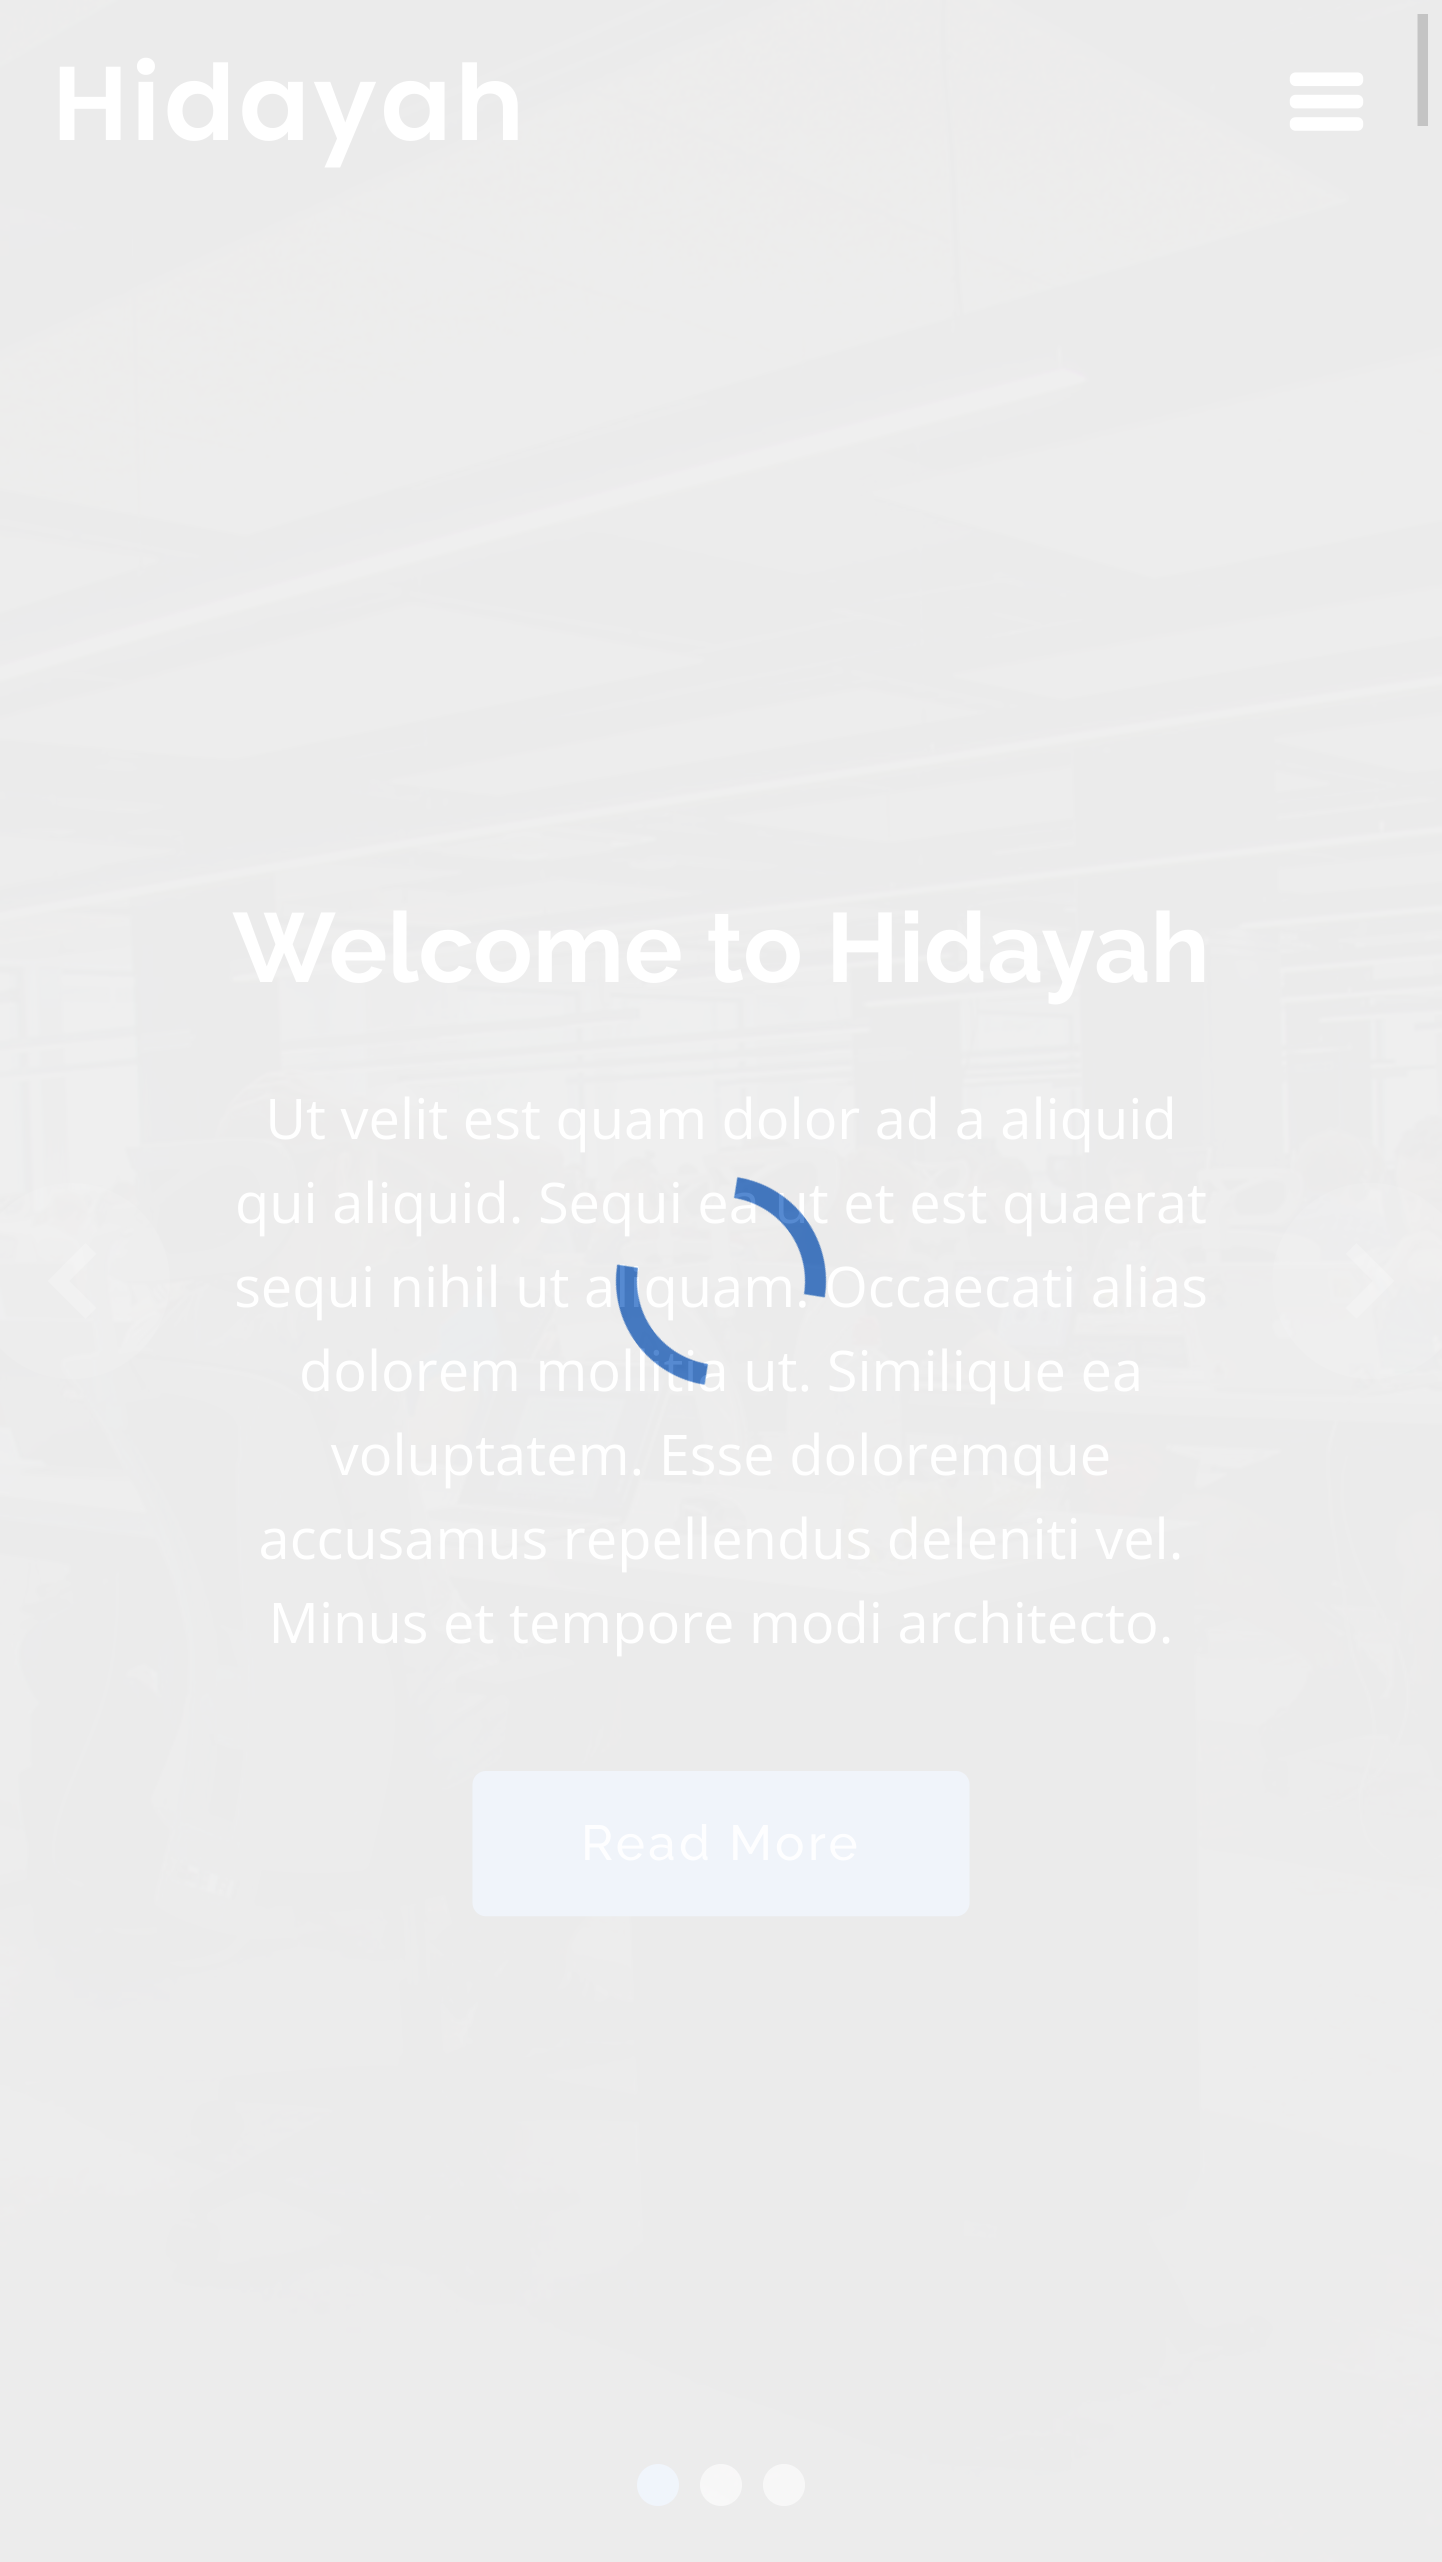 Hidayah
Welcome to Hidayah
Ut velit est quam dolor ad a aliquid
qui aliquid. Sequi ea ut et est quaerat
sequi nihil ut aliquam. Occaecati alias
dolorem mollitia ut. Similique ea
voluptatem. Esse doloremque
accusamus repellendus deleniti vel.
Minus et tempore modi architecto.
Read More